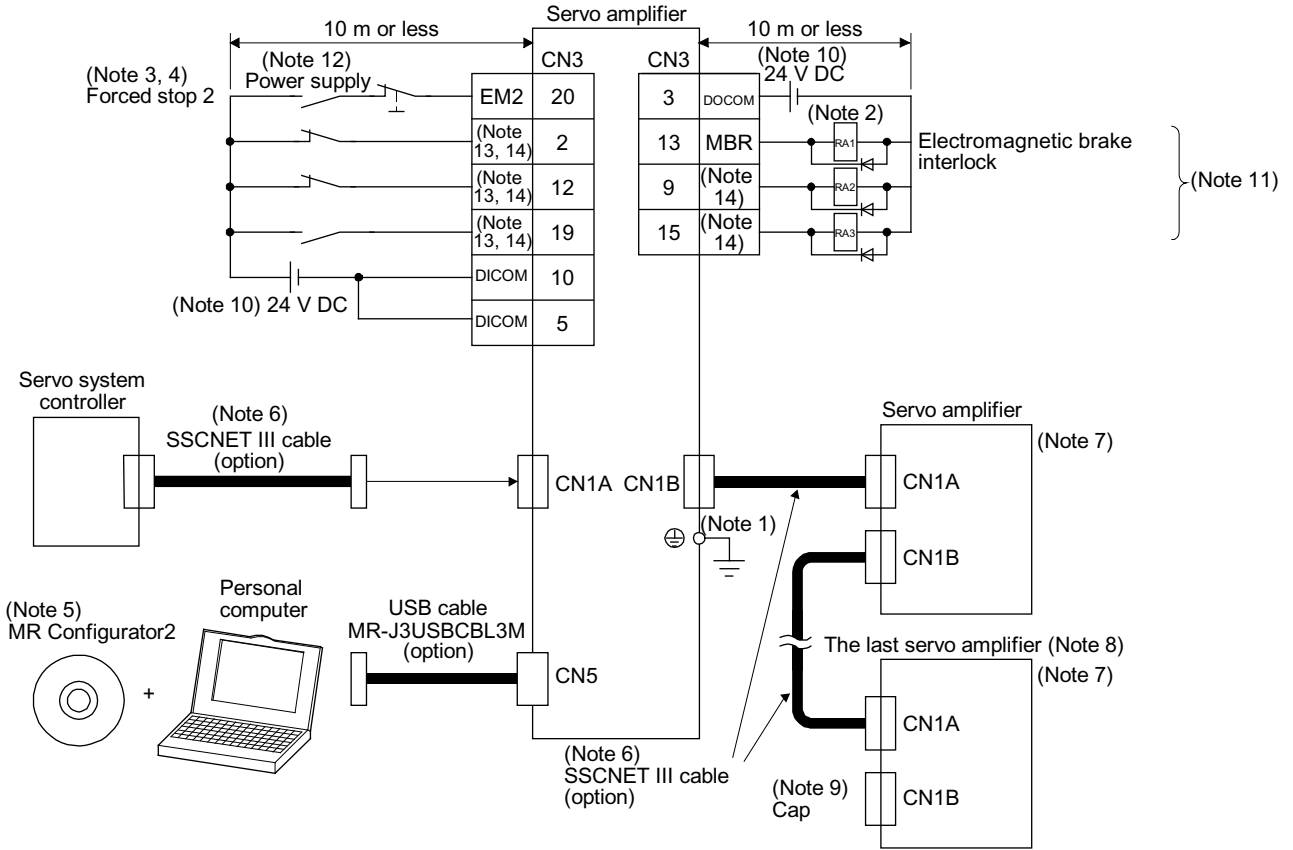 Servo amplifier
10 m or less
10 m or less
(Note 3, 4)
Forced stop 2
(Note 12)
Power supply
CN3
CN3
(Note 10)
24 V DC
EM2 20
3 DOCOM
(Note 2)
(Note
13, 14)
2
13 MBR
RA1
Electromagnetic brake
interlock
(Note
13, 14)
12
9
(Note
14)
RA2
(Note 11)
(Note
13, 14)
19
15
(Note
14)
RA3
DICOM 10
(Note 10) 24 V DC
DICOM 5
Servo system
controller
(Note 6)
SSCNET III cable
(option)
CN1A CN1B
Servo amplifier
(Note 7)
CN1A
(Note 1)
CN1B
(Note 5)
MR Configurator2
+
Personal
computer
USB cable
MR-J3USBCBL3M
(option)
CN5
The last servo amplifier (Note 8)
(Note 7)
CN1A
(Note 6)
SSCNET III cable
(option)
(Note 9)
Cap
CN1B